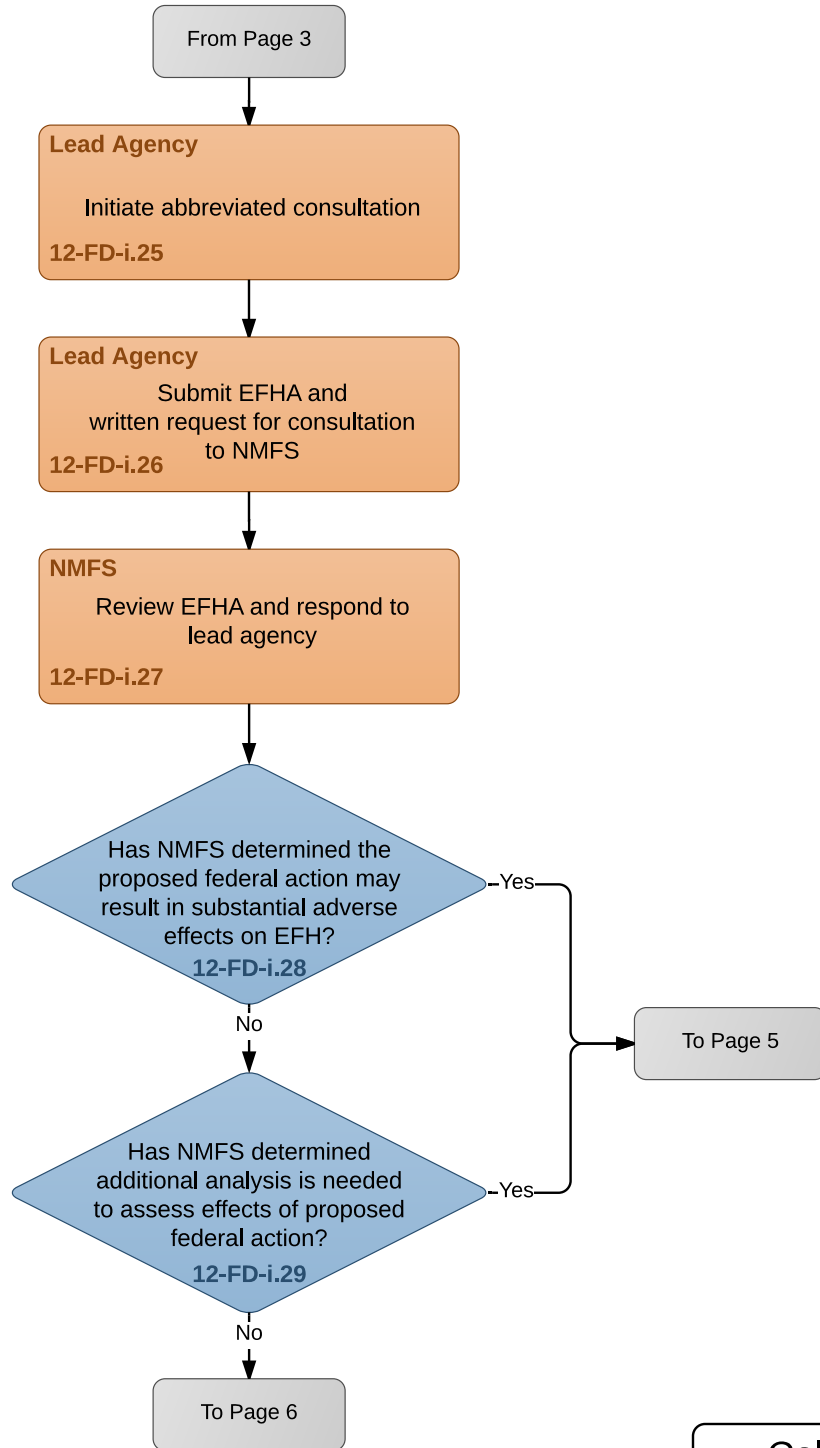 From Page 3
Lead Agency
Initiate abbreviated consultation
12-FD-i.25
Lead Agency
Submit EFHA and
written request for consultation
to NMFS
12-FD-i.26
NMFS
Review EFHA and respond to
lead agency
12-FD-i.27
Has NMFS determined the
proposed federal action may
result in substantial adverse
effects on EFH?
12-FD-i.28
Yes
No
To Page 5
Has NMFS determined
additional analysis is needed
to assess effects of proposed
federal action?
12-FD-i.29
Yes
No
To Page 6